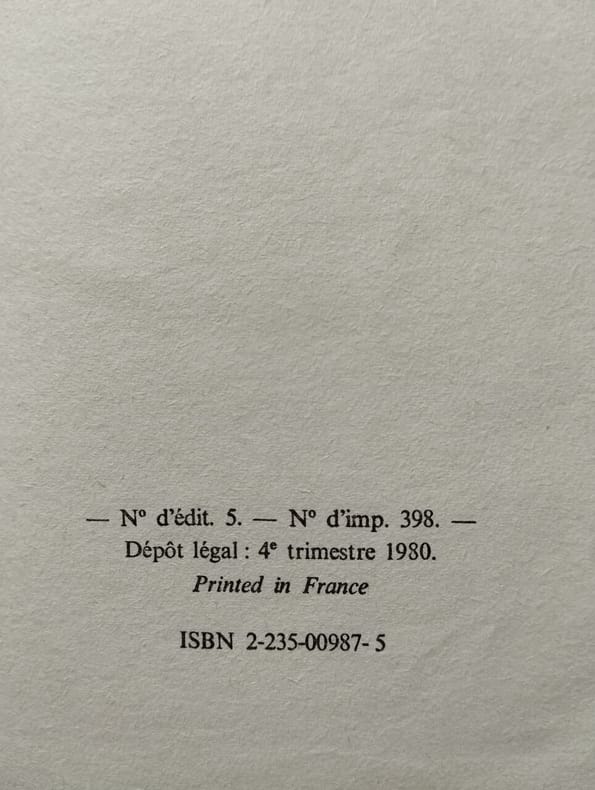 — Nº d'édit. 5. — Nº d'imp. 398. —
Dépôt légal : 4ᵉ trimestre 1980.
Printed in France
ISBN 2-235-00987- 5